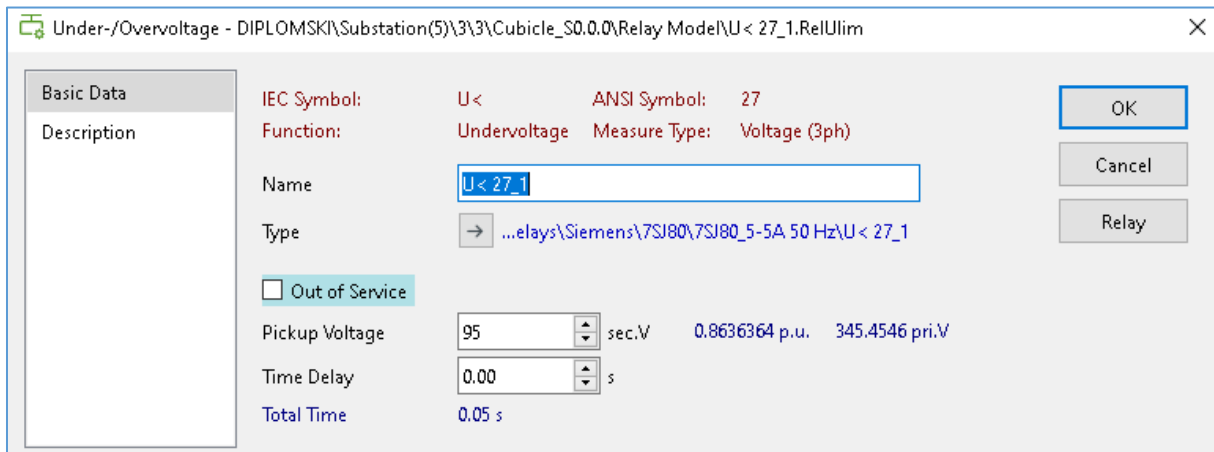 Under-/Overvoltage - DIPLOMSKI\Substation(5)\3\3\Cubicle_S0.0.0\Relay Model\U< 27_1.RelUlim
Basic Data
Description
IEC Symbol: U< ANSI Symbol: 27
Function: Undervoltage Measure Type: Voltage (3ph)
Name U< 27_1
Type ...elays\Siemens\7SJ80\7SJ80_5-5A 50 Hz\U< 27_1
Out of Service
Pickup Voltage 95 sec.V 0.8636364 p.u. 345.4546 pri.V
Time Delay 0.00 s
Total Time 0.05 s
OK
Cancel
Relay